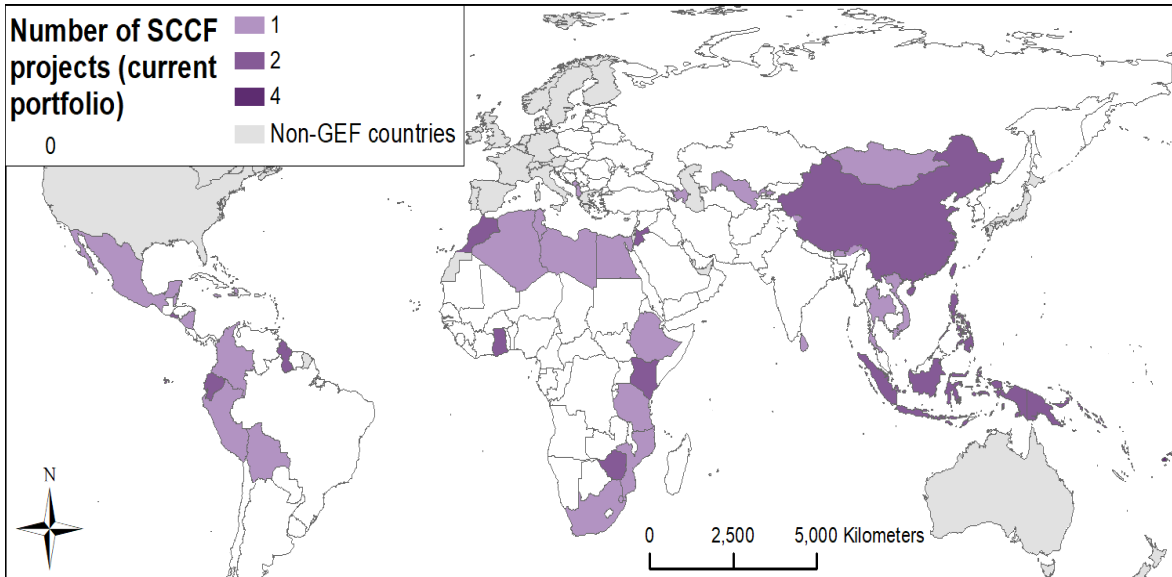 Number of SCCF
projects (current
portfolio)
0
1
2
4
Non-GEF countries
N
0 2,500 5,000 Kilometers